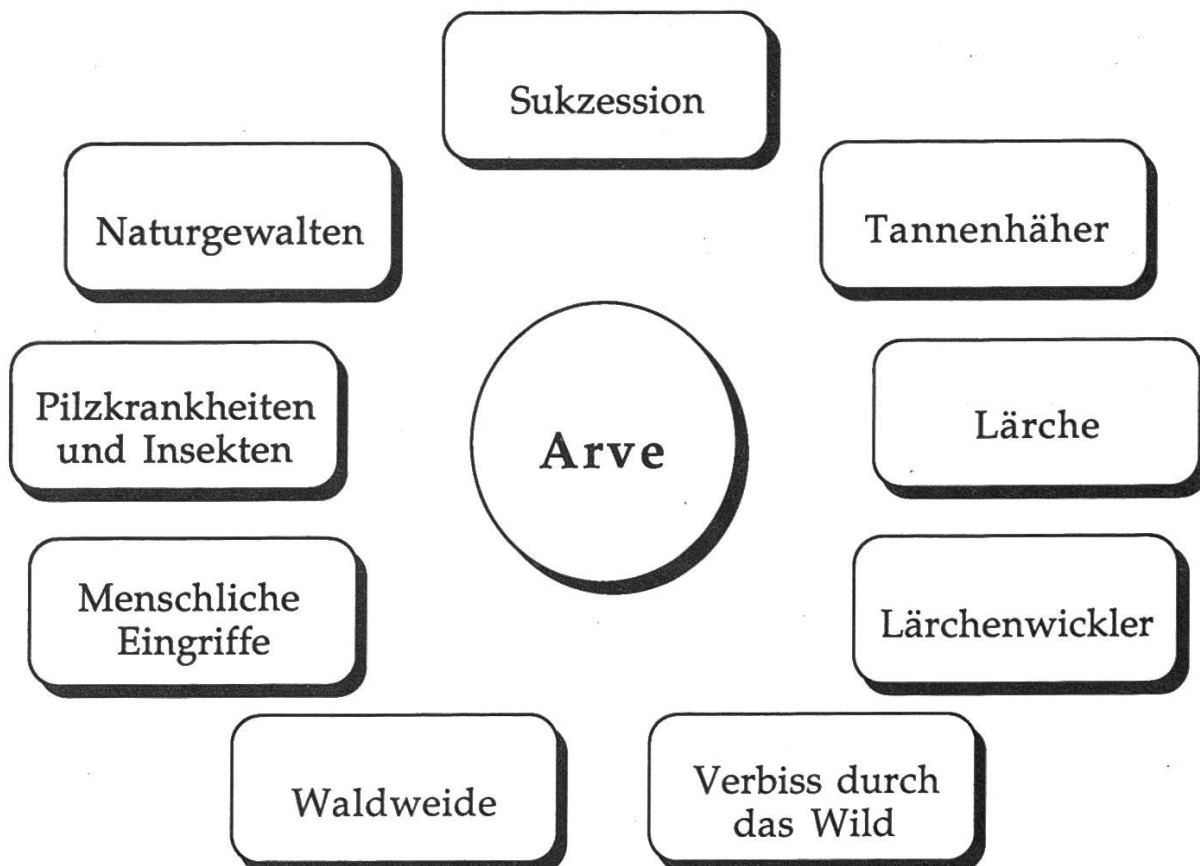 Sukzession
Naturgewalten
Tannenhäher
Pilzkrankheiten
und Insekten
Arve
Lärche
Menschliche
Eingriffe
Lärchenwickler
Waldweide
Verbiss durch
das Wild